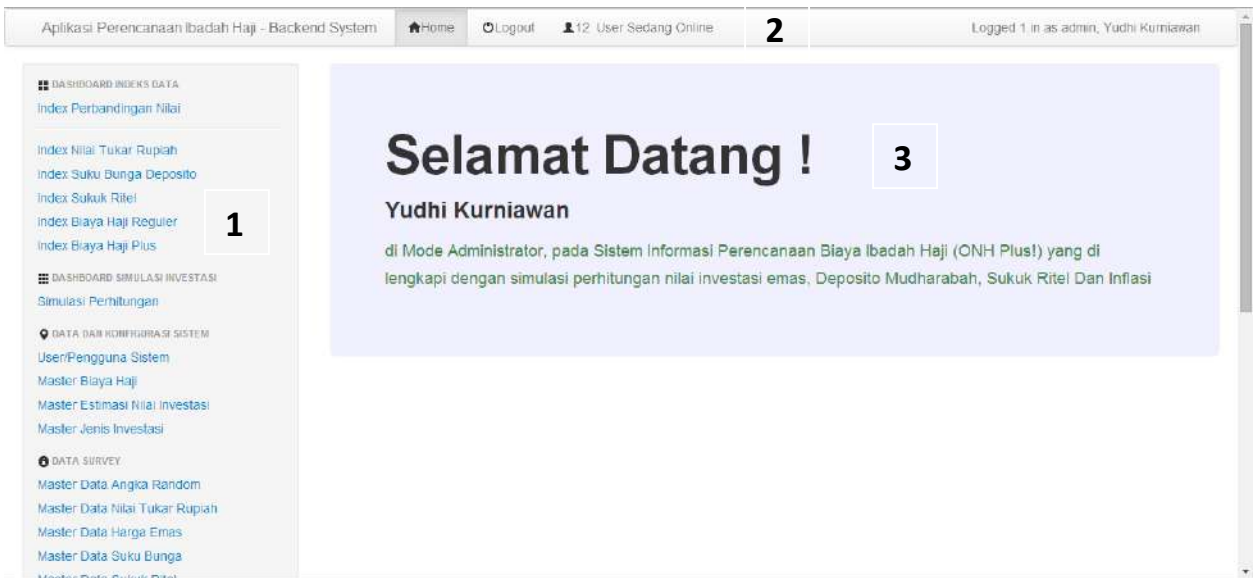 Aplikasi Perencanaan Ibadah Haji - Backend System Home Logout 12 User Sedang Online 2 Logged 1 in as admin, Yudhi Kurniawan
DASHBOARD INDEKS DATA
Index Perbandingan Nilai
Index Nilai Tukar Rupiah
Index Suku Bunga Deposito
Index Sukuk Ritel
Index Biaya Haji Reguler
Index Biaya Haji Plus
1
DASHBOARD SIMULASI INVESTASI
Simulasi Perhitungan
DATA DAN KONFIGURASI SISTEM
User/Pengguna Sistem
Master Biaya Haji
Master Estimasi Nilai Investasi
Master Jenis Investasi
DATA SURVEY
Master Data Angka Random
Master Data Nilai Tukar Rupiah
Master Data Harga Emas
Master Data Suku Bunga
Master Data Sukuk Ritel
Selamat Datang !
3
Yudhi Kurniawan
di Mode Administrator, pada Sistem Informasi Perencanaan Biaya Ibadah Haji (ONH Plus!) yang di
lengkapi dengan simulasi perhitungan nilai investasi emas, Deposito Mudharabah, Sukuk Ritel Dan Inflasi